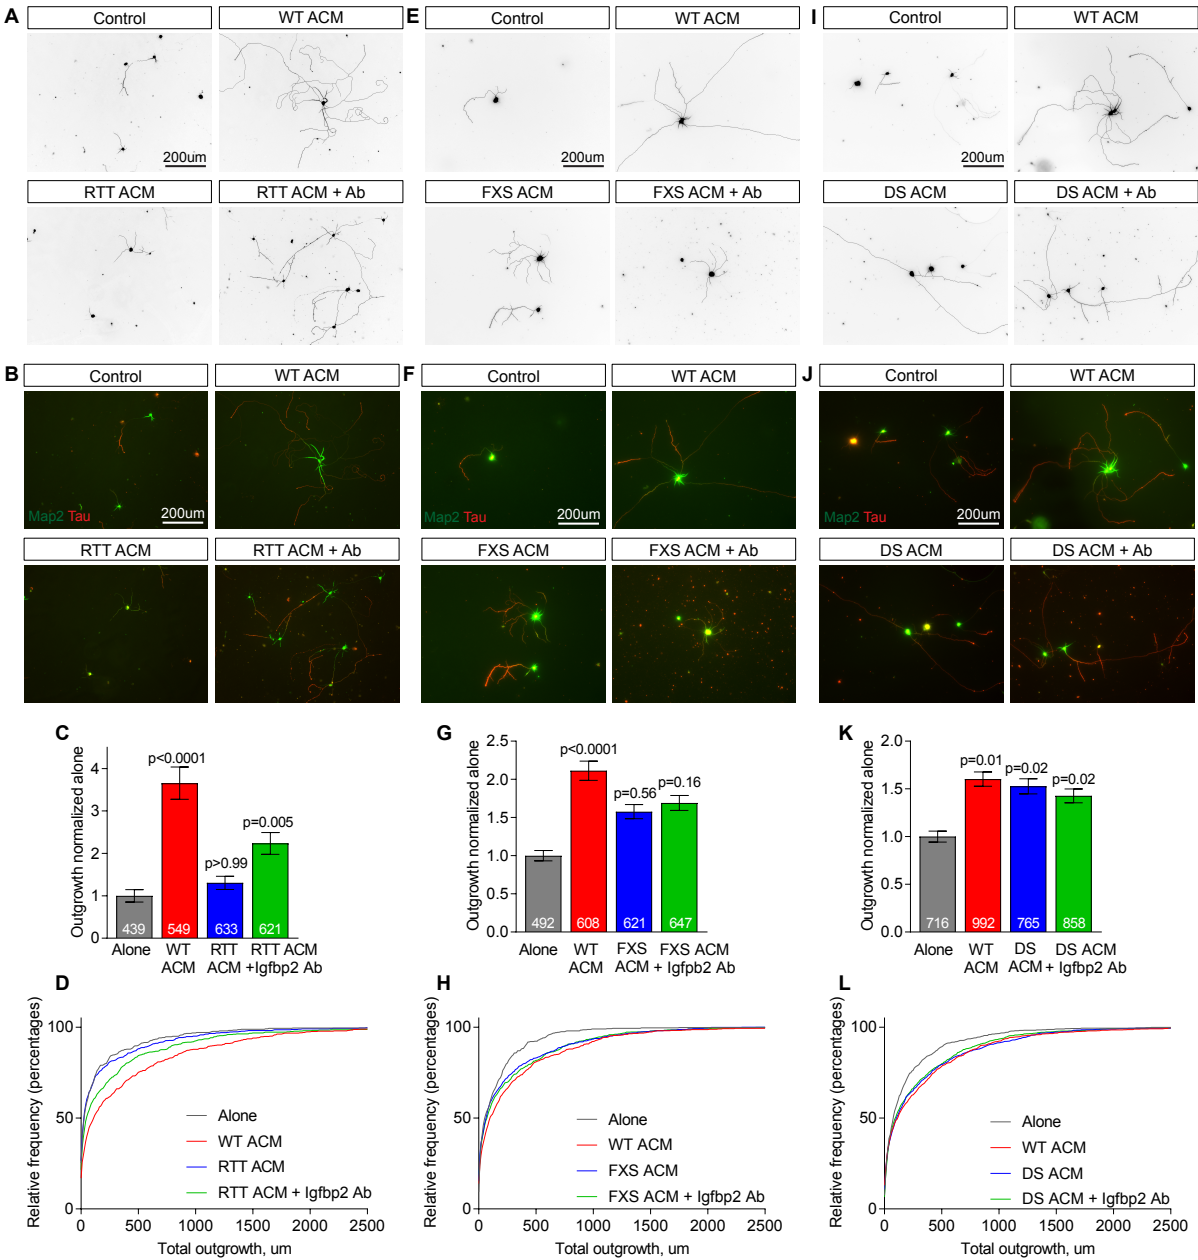 A
Control
WT ACM
E
Control
WT ACM
I
Control
WT ACM
200um
200um
200um
RTT ACM
RTT ACM + Ab
FXS ACM
FXS ACM + Ab
DS ACM
DS ACM + Ab
B
Control
WT ACM
F
Control
WT ACM
J
Control
WT ACM
Map2 Tau
200um
Map2 Tau
200um
Map2 Tau
200um
RTT ACM
RTT ACM + Ab
FXS ACM
FXS ACM + Ab
DS ACM
DS ACM + Ab
C
Outgrowth normalized alone
4
3
2
1
0
p<0.0001
p>0.99
p=0.005
439
549
633
621
Alone
WT
ACM
RTT
ACM
RTT ACM
+Igfbp2 Ab
G
Outgrowth normalized alone
2.5
2.0
1.5
1.0
0.5
0.0
p<0.0001
p=0.56
p=0.16
492
608
621
647
Alone
WT
ACM
FXS
ACM
FXS ACM
+ Igfpb2 Ab
K
Outgrowth normalized alone
2.0
1.5
1.0
0.5
0.0
p=0.01
p=0.02
p=0.02
716
992
765
858
Alone
WT
ACM
DS
ACM
DS ACM
+ Igfbp2 Ab
D
Relative frequency (percentages)
100
50
0
Alone
WT ACM
RTT ACM
RTT ACM + Igfbp2 Ab
0
500
1000
1500
2000
2500
Total outgrowth, um
H
Relative frequency (percentages)
100
50
0
Alone
WT ACM
FXS ACM
FXS ACM + Igfbp2 Ab
0
500
1000
1500
2000
2500
Total outgrowth, um
L
Relative frequency (percentages)
100
50
0
Alone
WT ACM
DS ACM
DS ACM + Igfbp2 Ab
0
500
1000
1500
2000
2500
Total outgrowth, um